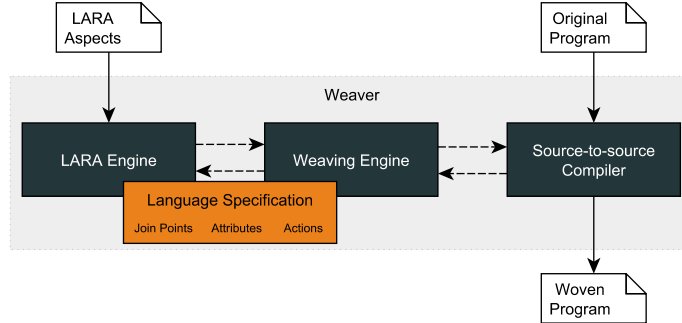 LARA
Aspects
Original
Program
Weaver
LARA Engine
Weaving Engine
Source-to-source
Compiler
Language Specification
Join Points Attributes Actions
Woven
Program